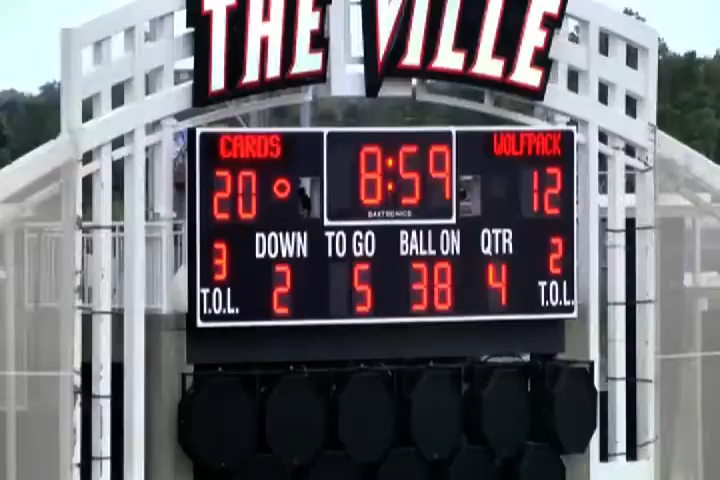 THE VILLE
CARDS 8:59 WOLFPACK
20 DAKTRONICS 12
DOWN TO GO BALL ON QTR
3 2 5 38 4 2
T.O.L. T.O.L.